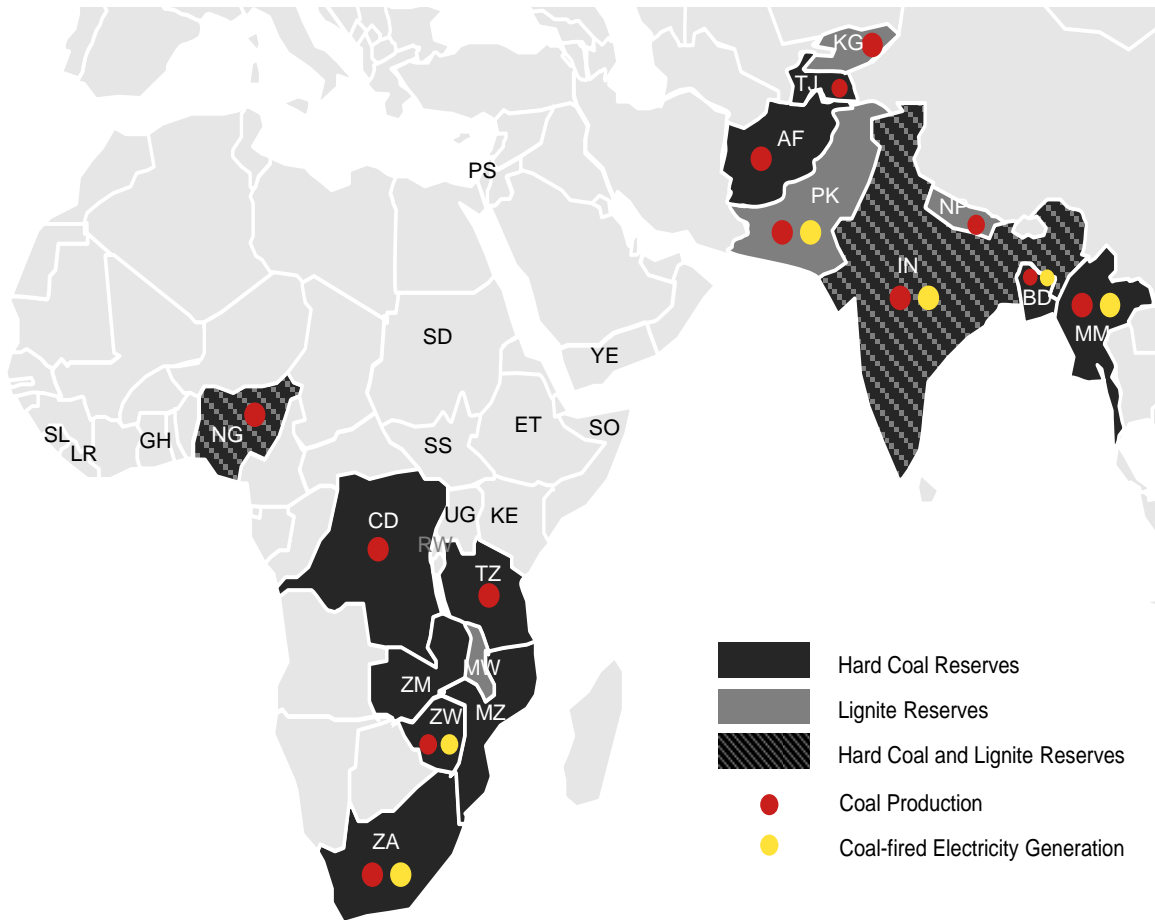 KG
TJ
AF
PS
PK
NP
IN
BD
SD
MM
YE
ET
SO
SL
LR
GH
NG
SS
UG
KE
CD
RW
TZ
MW
ZM
MZ
ZW
ZA
Hard Coal Reserves
Lignite Reserves
Hard Coal and Lignite Reserves
Coal Production
Coal-fired Electricity Generation